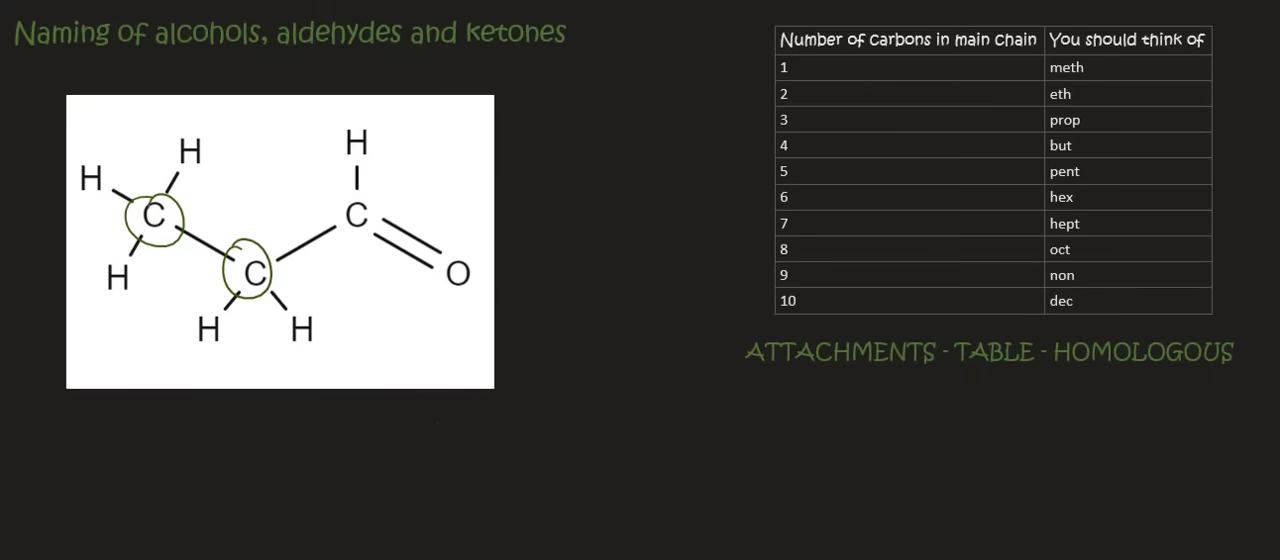 Naming of alcohols, aldehydes and ketones
Number of carbons in main chain You should think of
1 meth
2 eth
3 prop
4 but
5 pent
6 hex
7 hept
8 oct
9 non
10 dec
ATTACHMENTS - TABLE - HOMOLOGOUS
H
H
H
C
C
H
C
O
H
H